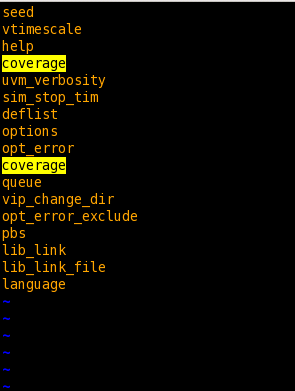 seed
vtimescale
help
coverage
uvm_verbosity
sim_stop_tim
deflist
options
opt_error
coverage
queue
vip_change_dir
opt_error_exclude
pbs
lib_link
lib_link_file
language
~
~
~
~
~
~